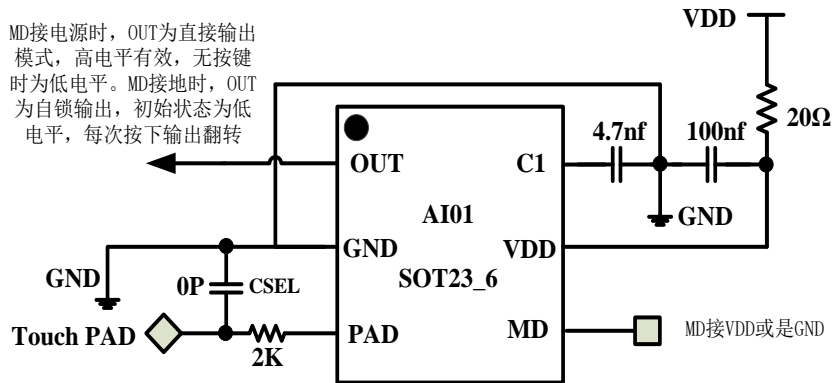 MD接电源时，OUT为直接输出
模式，高电平有效，无按键
时为低电平。MD接地时，OUT
为自锁输出，初始状态为低
电平，每次按下输出翻转
VDD
20Ω
4.7nf
100nf
OUT
C1
GND
AI01
GND
VDD
SOT23_6
GND
0P
CSEL
Touch PAD
2K
PAD
MD
MD接VDD或是GND